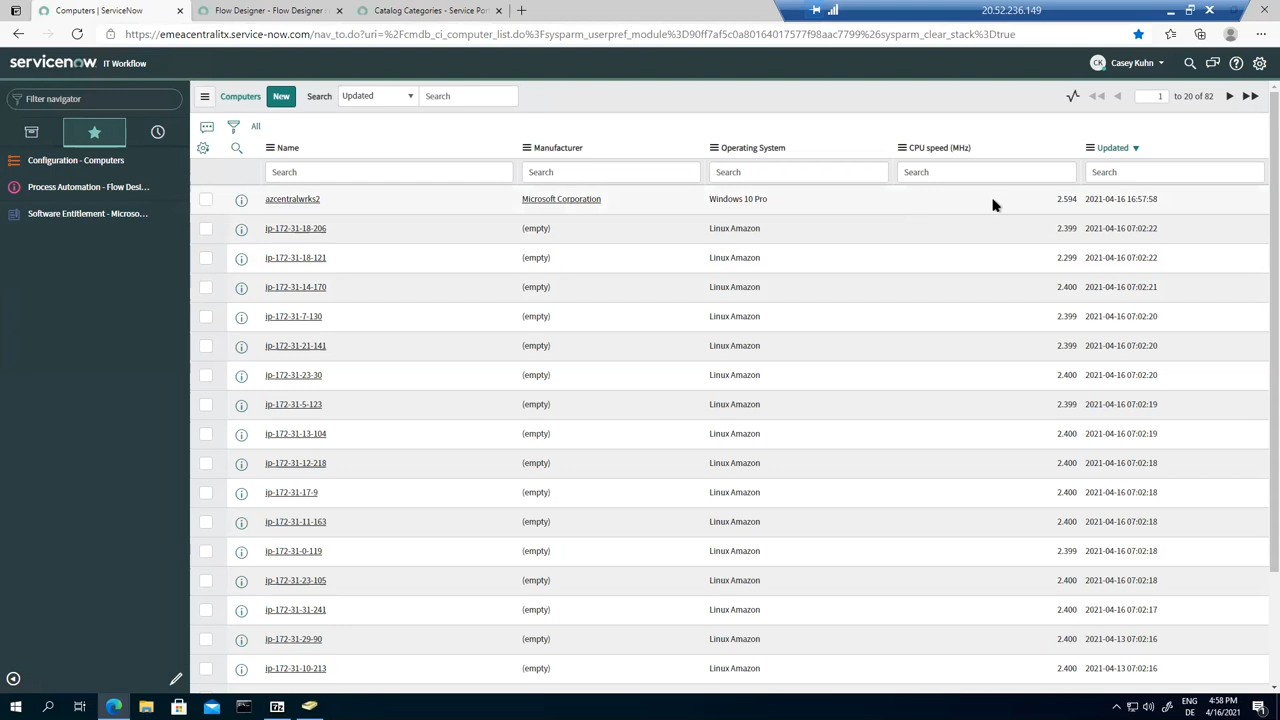 Computers | ServiceNow
Flow Designer - Flow Designer :
Catalog Categories - Service Po
20.52.236.149
https://emeacentralitx.service-now.com/nav_to.do?uri=%2Fcmdb_ci_computer_list.do%3Fsysparm_userpref_module%3D90ff7af5c0a80164017577f98aac7799%26sysparm_clear_stack%3Dtrue
servicenow IT Workflow
CK Casey Kuhn
Filter navigator
Computers New Search Updated Search
1 to 20 of 82
All
Name Manufacturer Operating System CPU speed (MHz) Updated
Search Search Search Search Search
Configuration - Computers
Process Automation - Flow Desi...
Software Entitlement - Microso...
azcentralwrks2 Microsoft Corporation Windows 10 Pro 2.594 2021-04-16 16:57:58
ip-172-31-18-206 (empty) Linux Amazon 2.399 2021-04-16 07:02:22
ip-172-31-18-121 (empty) Linux Amazon 2.299 2021-04-16 07:02:22
ip-172-31-14-170 (empty) Linux Amazon 2.400 2021-04-16 07:02:21
ip-172-31-7-130 (empty) Linux Amazon 2.399 2021-04-16 07:02:20
ip-172-31-21-141 (empty) Linux Amazon 2.399 2021-04-16 07:02:20
ip-172-31-23-30 (empty) Linux Amazon 2.400 2021-04-16 07:02:20
ip-172-31-5-123 (empty) Linux Amazon 2.399 2021-04-16 07:02:19
ip-172-31-13-104 (empty) Linux Amazon 2.400 2021-04-16 07:02:19
ip-172-31-12-218 (empty) Linux Amazon 2.400 2021-04-16 07:02:18
ip-172-31-17-9 (empty) Linux Amazon 2.400 2021-04-16 07:02:18
ip-172-31-11-163 (empty) Linux Amazon 2.400 2021-04-16 07:02:18
ip-172-31-0-119 (empty) Linux Amazon 2.399 2021-04-16 07:02:18
ip-172-31-23-105 (empty) Linux Amazon 2.400 2021-04-16 07:02:18
ip-172-31-31-241 (empty) Linux Amazon 2.400 2021-04-16 07:02:17
ip-172-31-29-90 (empty) Linux Amazon 2.400 2021-04-13 07:02:16
ip-172-31-10-213 (empty) Linux Amazon 2.400 2021-04-13 07:02:16
ENG
DE
4:58 PM
4/16/2021
1